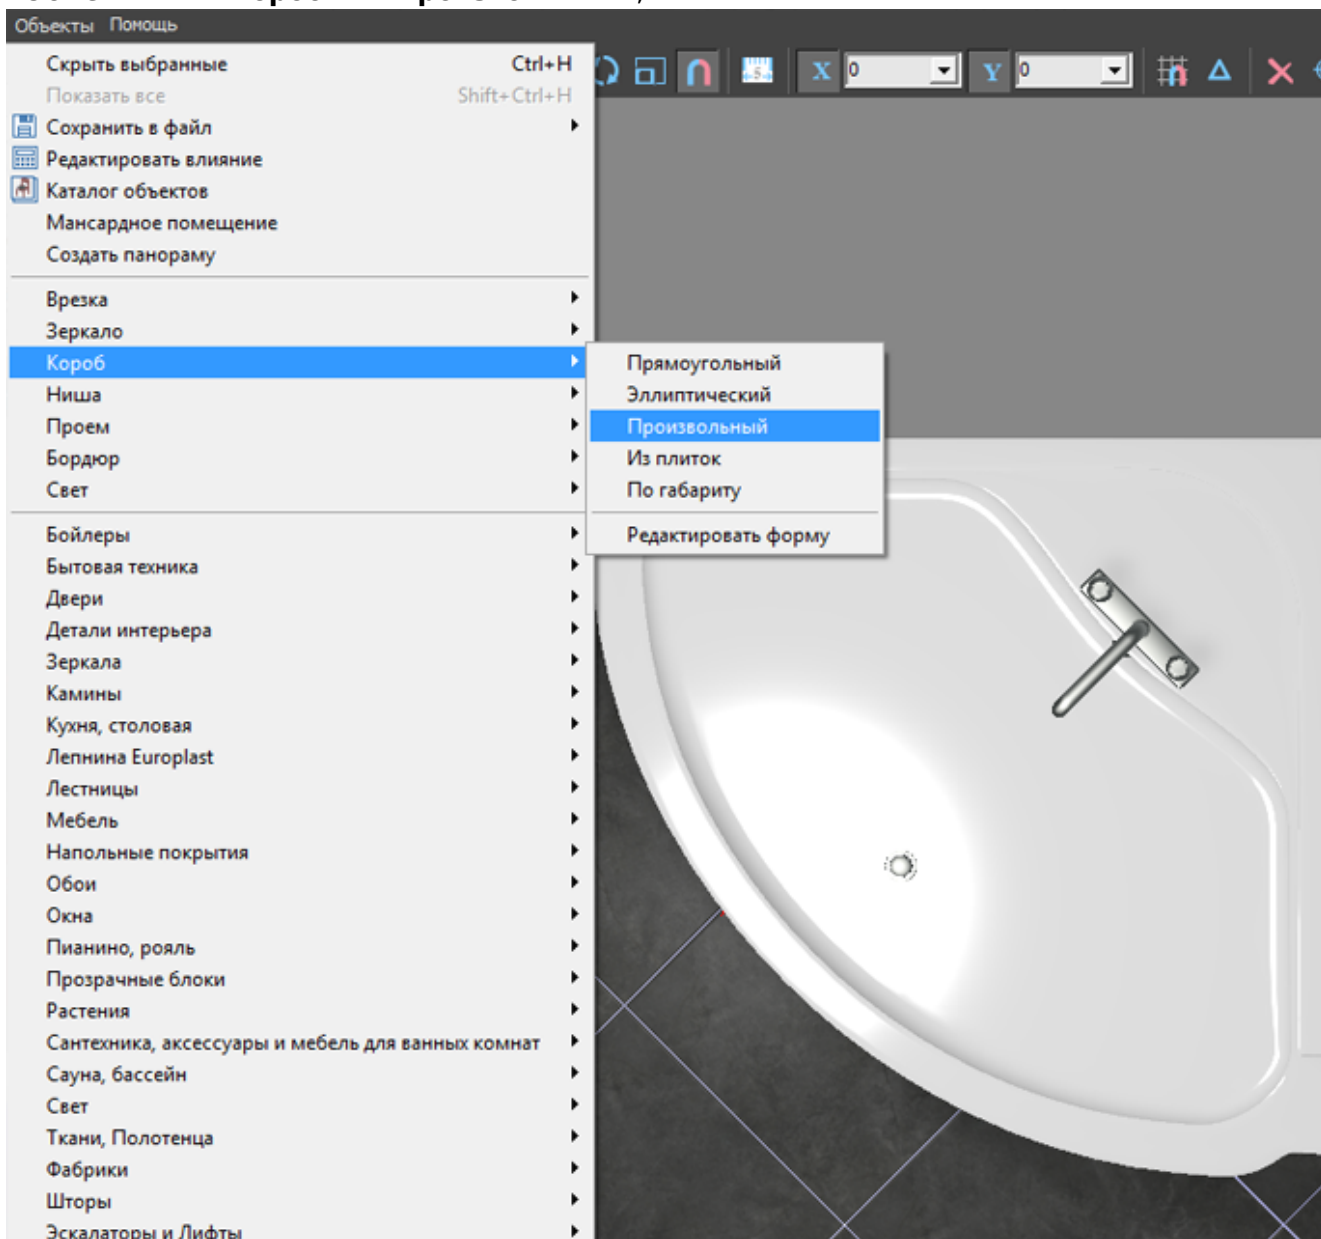 Объекты Помощь
Скрыть выбранные Ctrl+H
Показать все Shift+Ctrl+H
Сохранить в файл
Редактировать влияние
Каталог объектов
Мансардное помещение
Создать панораму
Врезка
Зеркало
Короб
Ниша
Проем
Бордюр
Свет
Бойлеры
Бытовая техника
Двери
Детали интерьера
Зеркала
Камины
Кухня, столовая
Лепнина Europlast
Лестницы
Мебель
Напольные покрытия
Обои
Окна
Пианино, рояль
Прозрачные блоки
Растения
Сантехника, аксессуары и мебель для ванных комнат
Сауна, бассейн
Свет
Ткани, Полотенца
Фабрики
Шторы
Эскалаторы и Лифты
Прямоугольный
Эллиптический
Произвольный
Из плиток
По габариту
Редактировать форму
5
X 0
Y 0